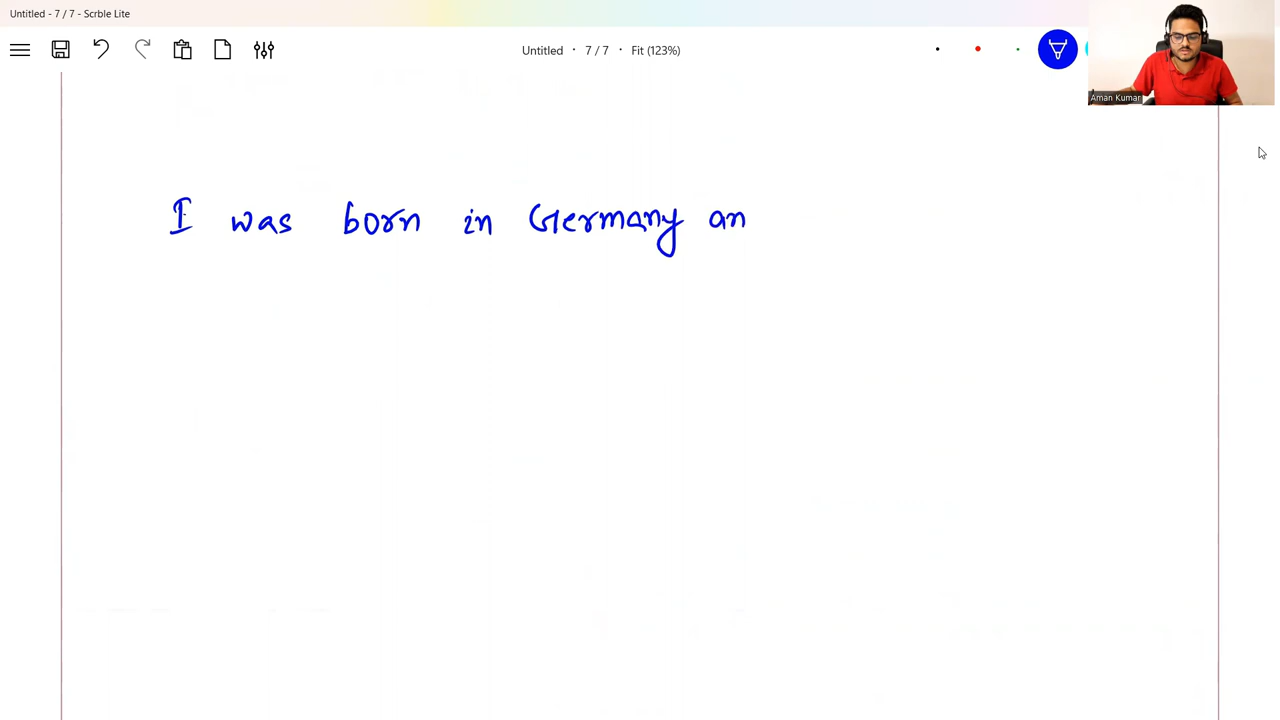 Untitled - 7 / 7 - Scrble Lite
Untitled • 7 / 7 • Fit (123%)
Aman Kumar
I was born in Germany an